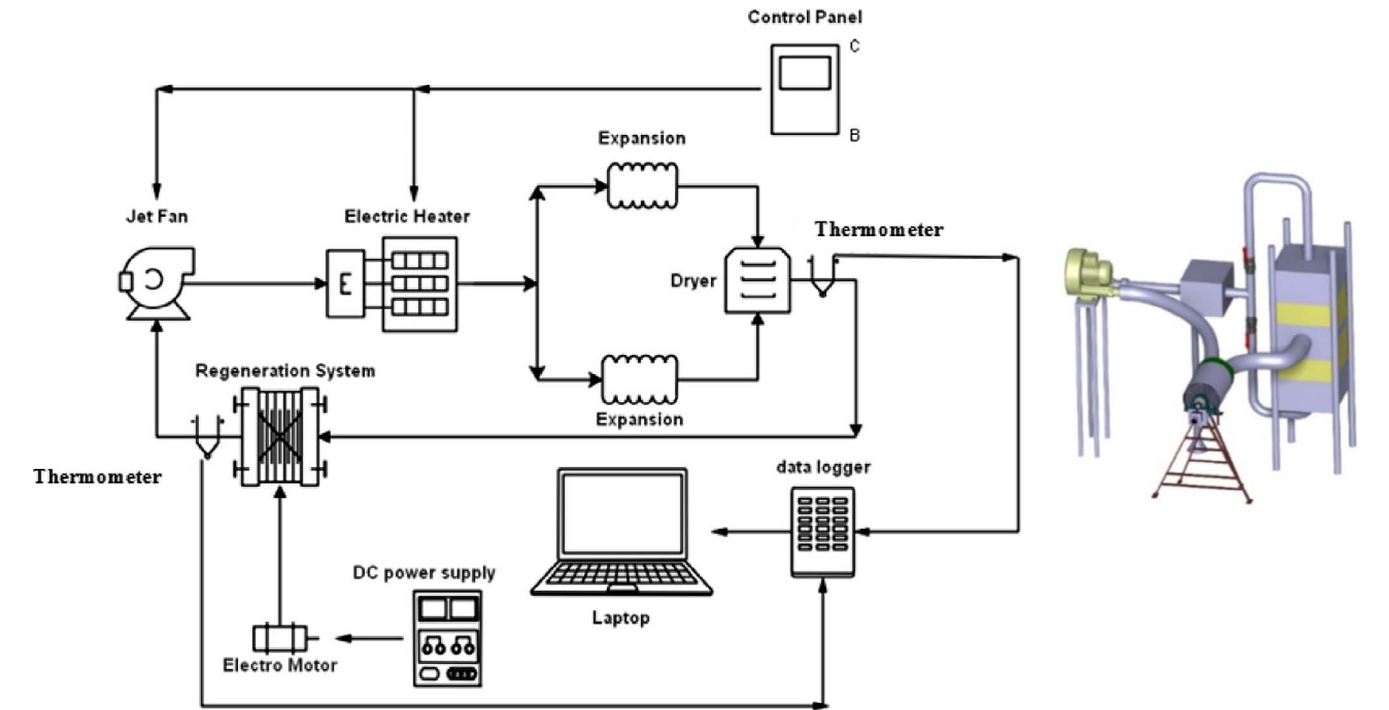 Control Panel
C
B
Expansion
Jet Fan
Electric Heater
Thermometer
E
Dryer
Regeneration System
Expansion
Thermometer
data logger
DC power supply
Laptop
Electro Motor